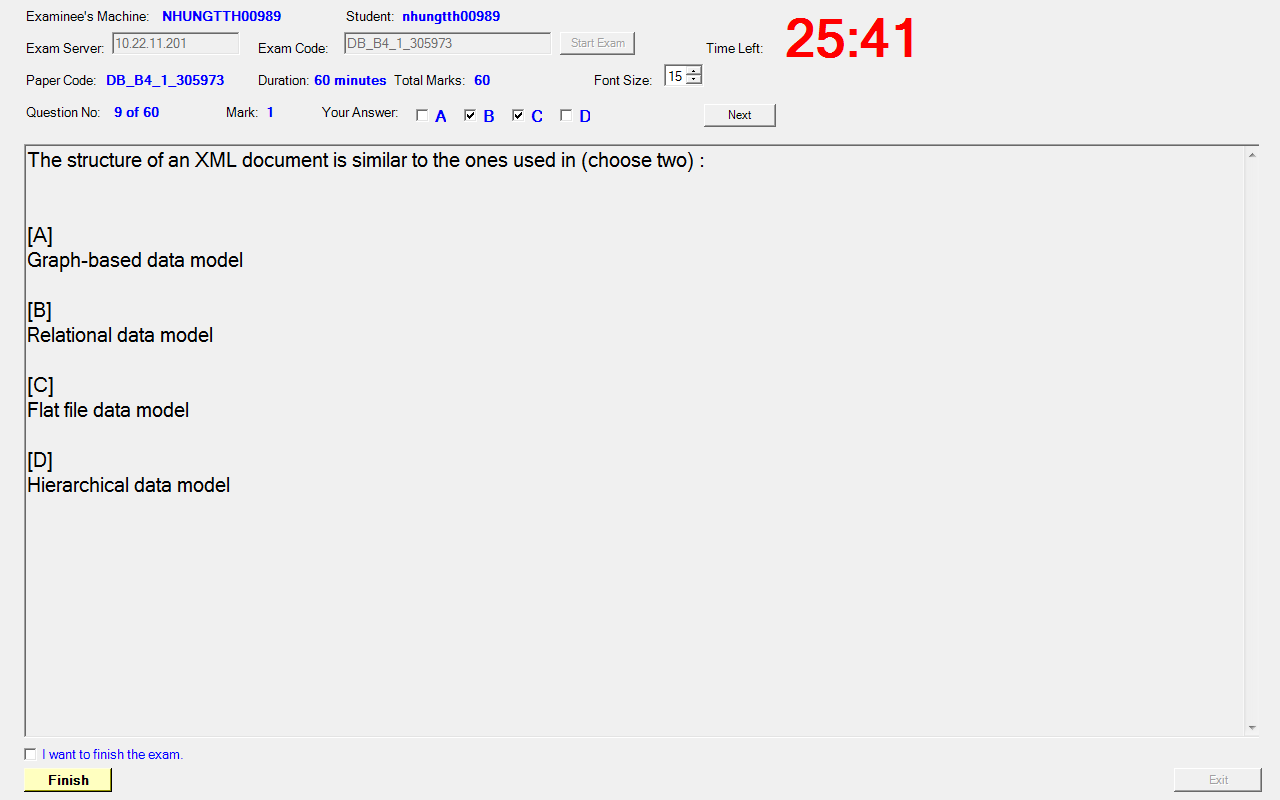 Examinee's Machine: NHUNGTTH00989 Student: nhungtth00989
Exam Server: 10.22.11.201 Exam Code: DB_B4_1_305973 Start Exam Time Left: 25:41
Paper Code: DB_B4_1_305973 Duration: 60 minutes Total Marks: 60 Font Size: 15
Question No: 9 of 60 Mark: 1 Your Answer: A B C D Next
The structure of an XML document is similar to the ones used in (choose two) :
[A]
Graph-based data model
[B]
Relational data model
[C]
Flat file data model
[D]
Hierarchical data model
I want to finish the exam.
Finish Exit